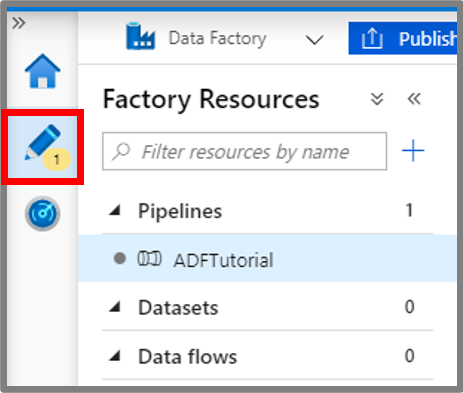 Data Factory
Publish
Factory Resources
1
Filter resources by name
Pipelines 1
ADFTutorial
Datasets 0
Data flows 0